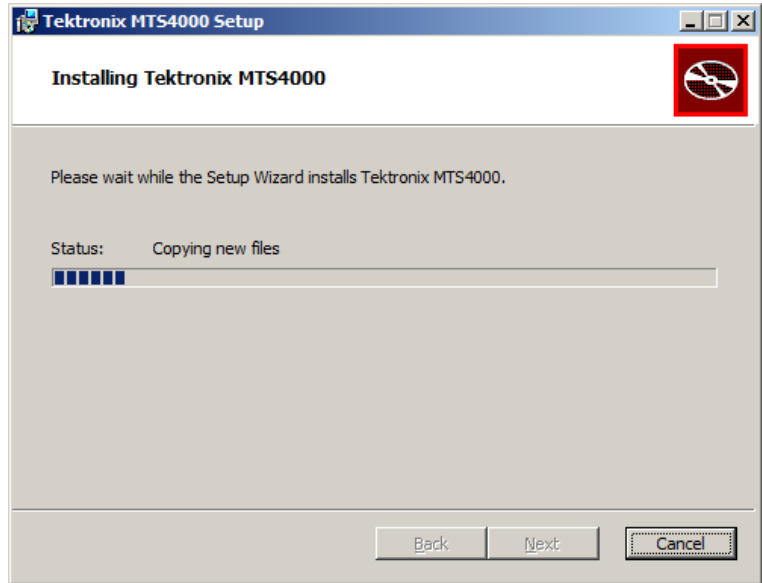 Tektronix MTS4000 Setup
Installing Tektronix MTS4000
Please wait while the Setup Wizard installs Tektronix MTS4000.
Status: Copying new files
Back Next Cancel